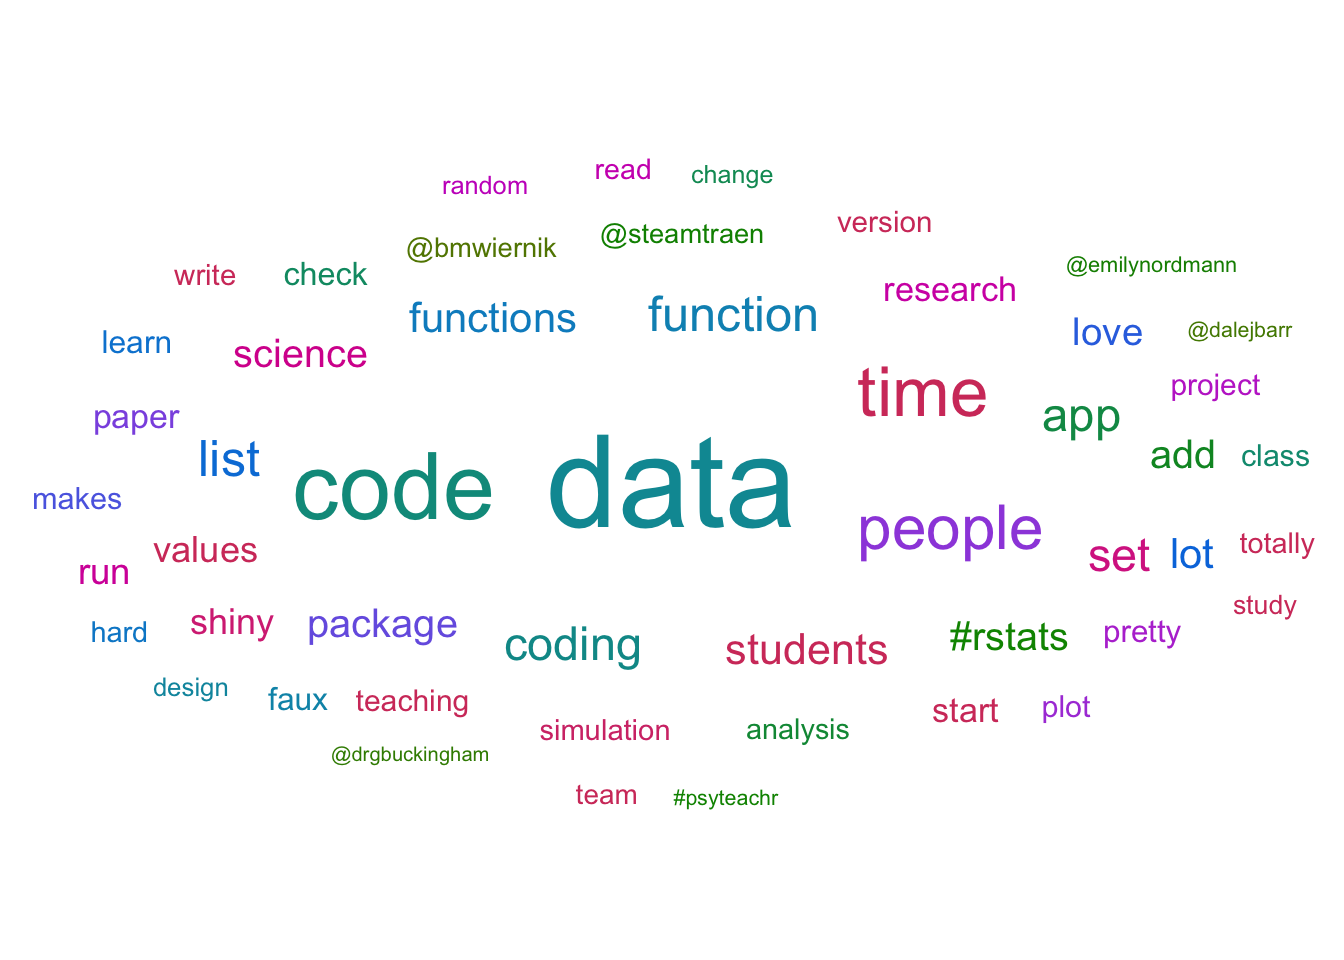 read
change
random
version
@steamtraen
@bmwiernik
@emilynordmann
write
check
research
functions
function
love
@dalejbarr
learn
science
time
project
paper
app
list
code
data
add
class
makes
people
values
set
lot
totally
run
study
shiny
package
hard
coding
students
#rstats
pretty
design
faux
teaching
start
plot
simulation
analysis
@drgbuckingham
team
#psyteachr